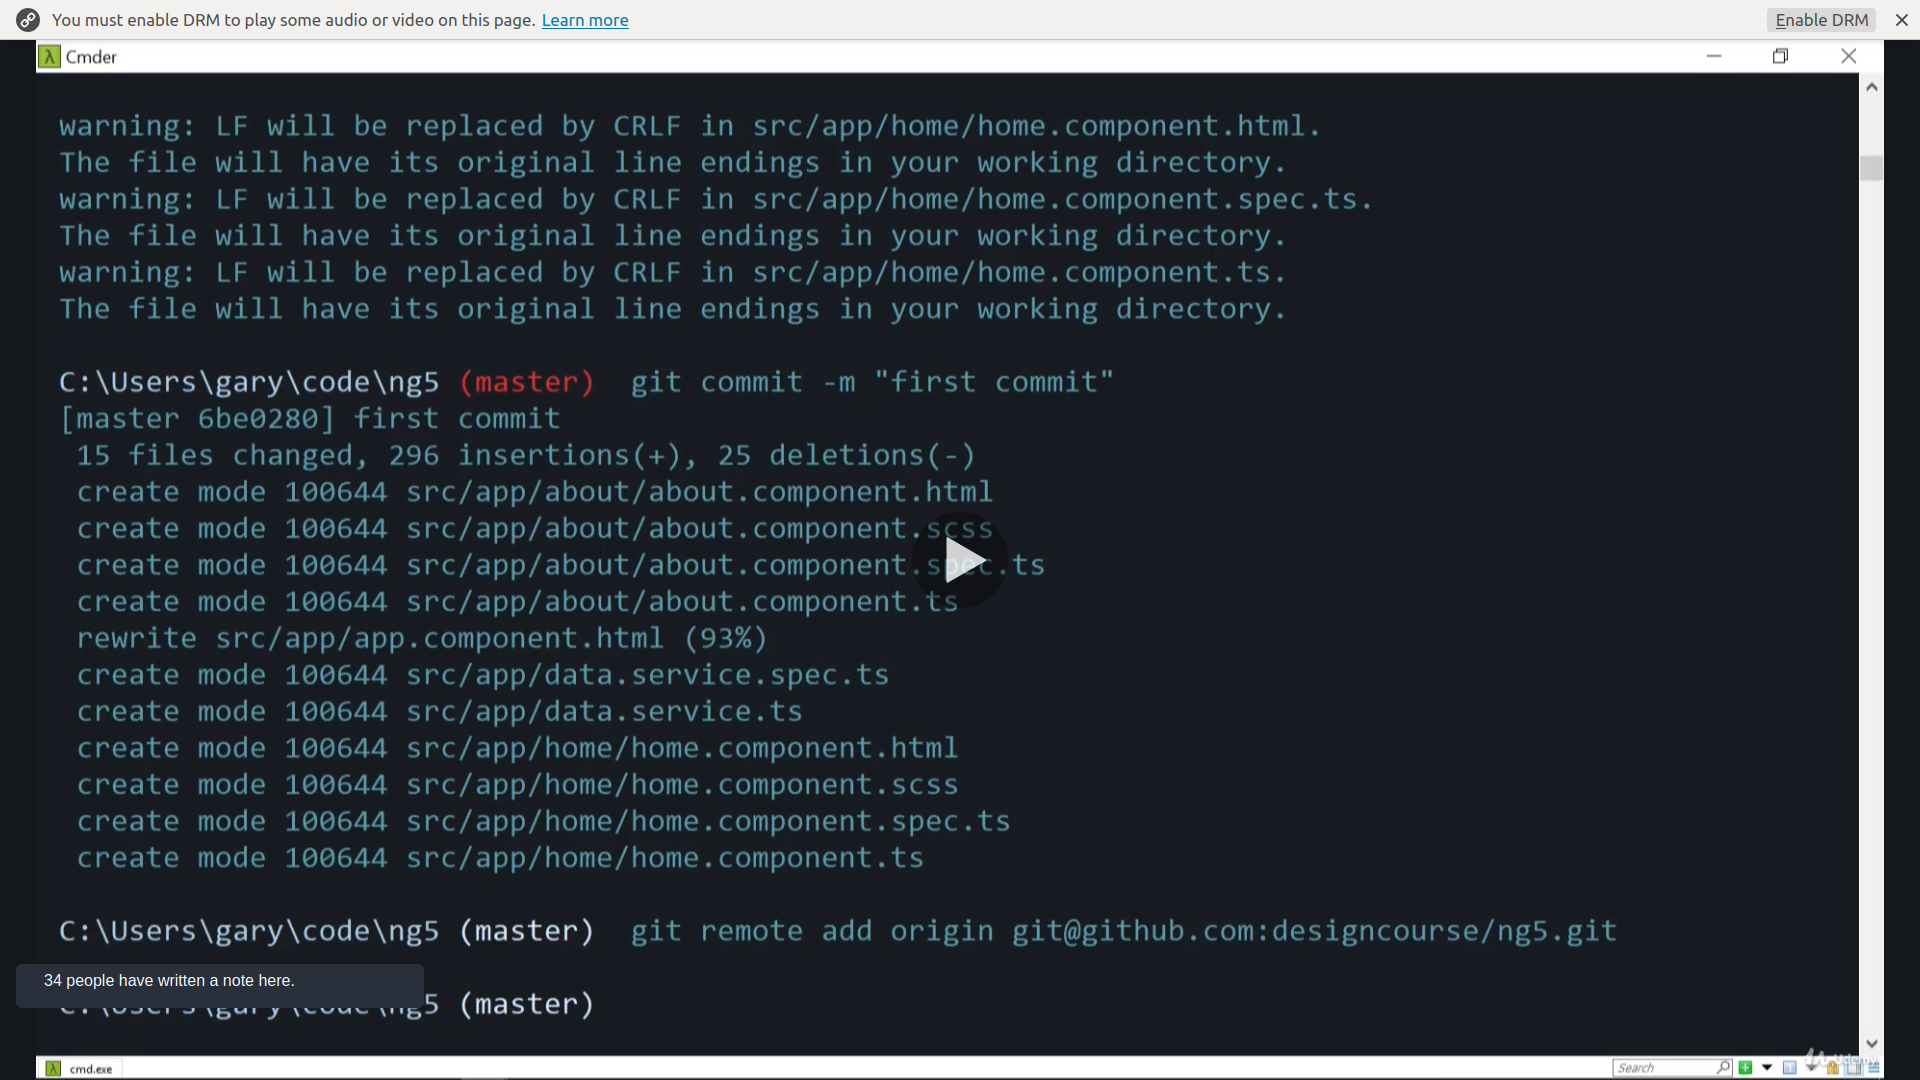 You must enable DRM to play some audio or video on this page. Learn more
Enable DRM
Cmder
warning: LF will be replaced by CRLF in src/app/home/home.component.html.
The file will have its original line endings in your working directory.
warning: LF will be replaced by CRLF in src/app/home/home.component.spec.ts.
The file will have its original line endings in your working directory.
warning: LF will be replaced by CRLF in src/app/home/home.component.ts.
The file will have its original line endings in your working directory.
C:\Users\gary\code\ng5 (master) git commit -m "first commit"
[master 6be0280] first commit
15 files changed, 296 insertions(+), 25 deletions(-)
create mode 100644 src/app/about/about.component.html
create mode 100644 src/app/about/about.component.scss
create mode 100644 src/app/about/about.component.spec.ts
create mode 100644 src/app/about/about.component.ts
rewrite src/app/app.component.html (93%)
create mode 100644 src/app/data.service.spec.ts
create mode 100644 src/app/data.service.ts
create mode 100644 src/app/home/home.component.html
create mode 100644 src/app/home/home.component.scss
create mode 100644 src/app/home/home.component.spec.ts
create mode 100644 src/app/home/home.component.ts
C:\Users\gary\code\ng5 (master) git remote add origin git@github.com:designcourse/ng5.git
34 people have written a note here.
C:\Users\gary\code\ng5 (master)
cmd.exe
Search
Udemy